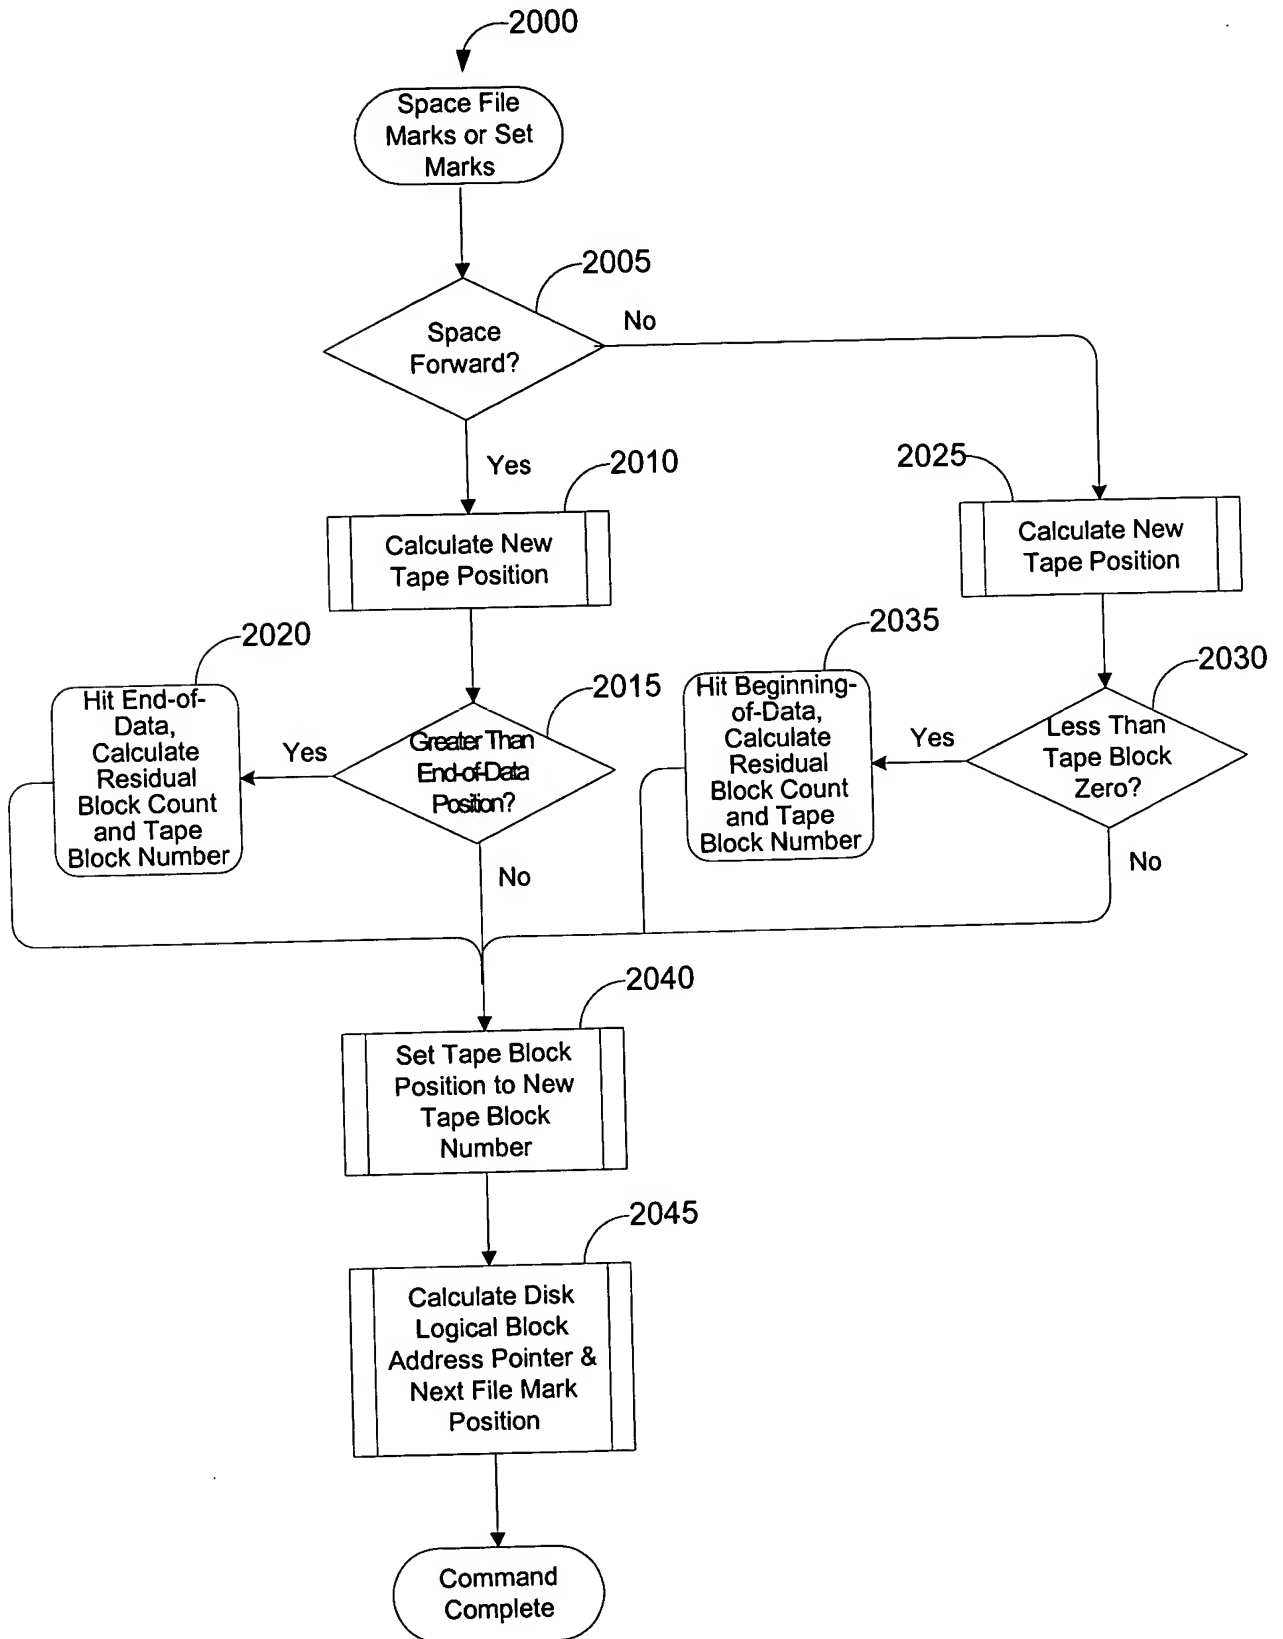 2000
Space File
Marks or Set
Marks
2005
Space
Forward?
No
Yes
2010
Calculate New
Tape Position
2025
Calculate New
Tape Position
2020
Hit End-of-
Data,
Calculate
Residual
Block Count
and Tape
Block Number
Yes
2015
Greater Than
End-of-Data
Position?
No
2035
Hit Beginning-
of-Data,
Calculate
Residual
Block Count
and Tape
Block Number
Yes
2030
Less Than
Tape Block
Zero?
No
2040
Set Tape Block
Position to New
Tape Block
Number
2045
Calculate Disk
Logical Block
Address Pointer &
Next File Mark
Position
Command
Complete